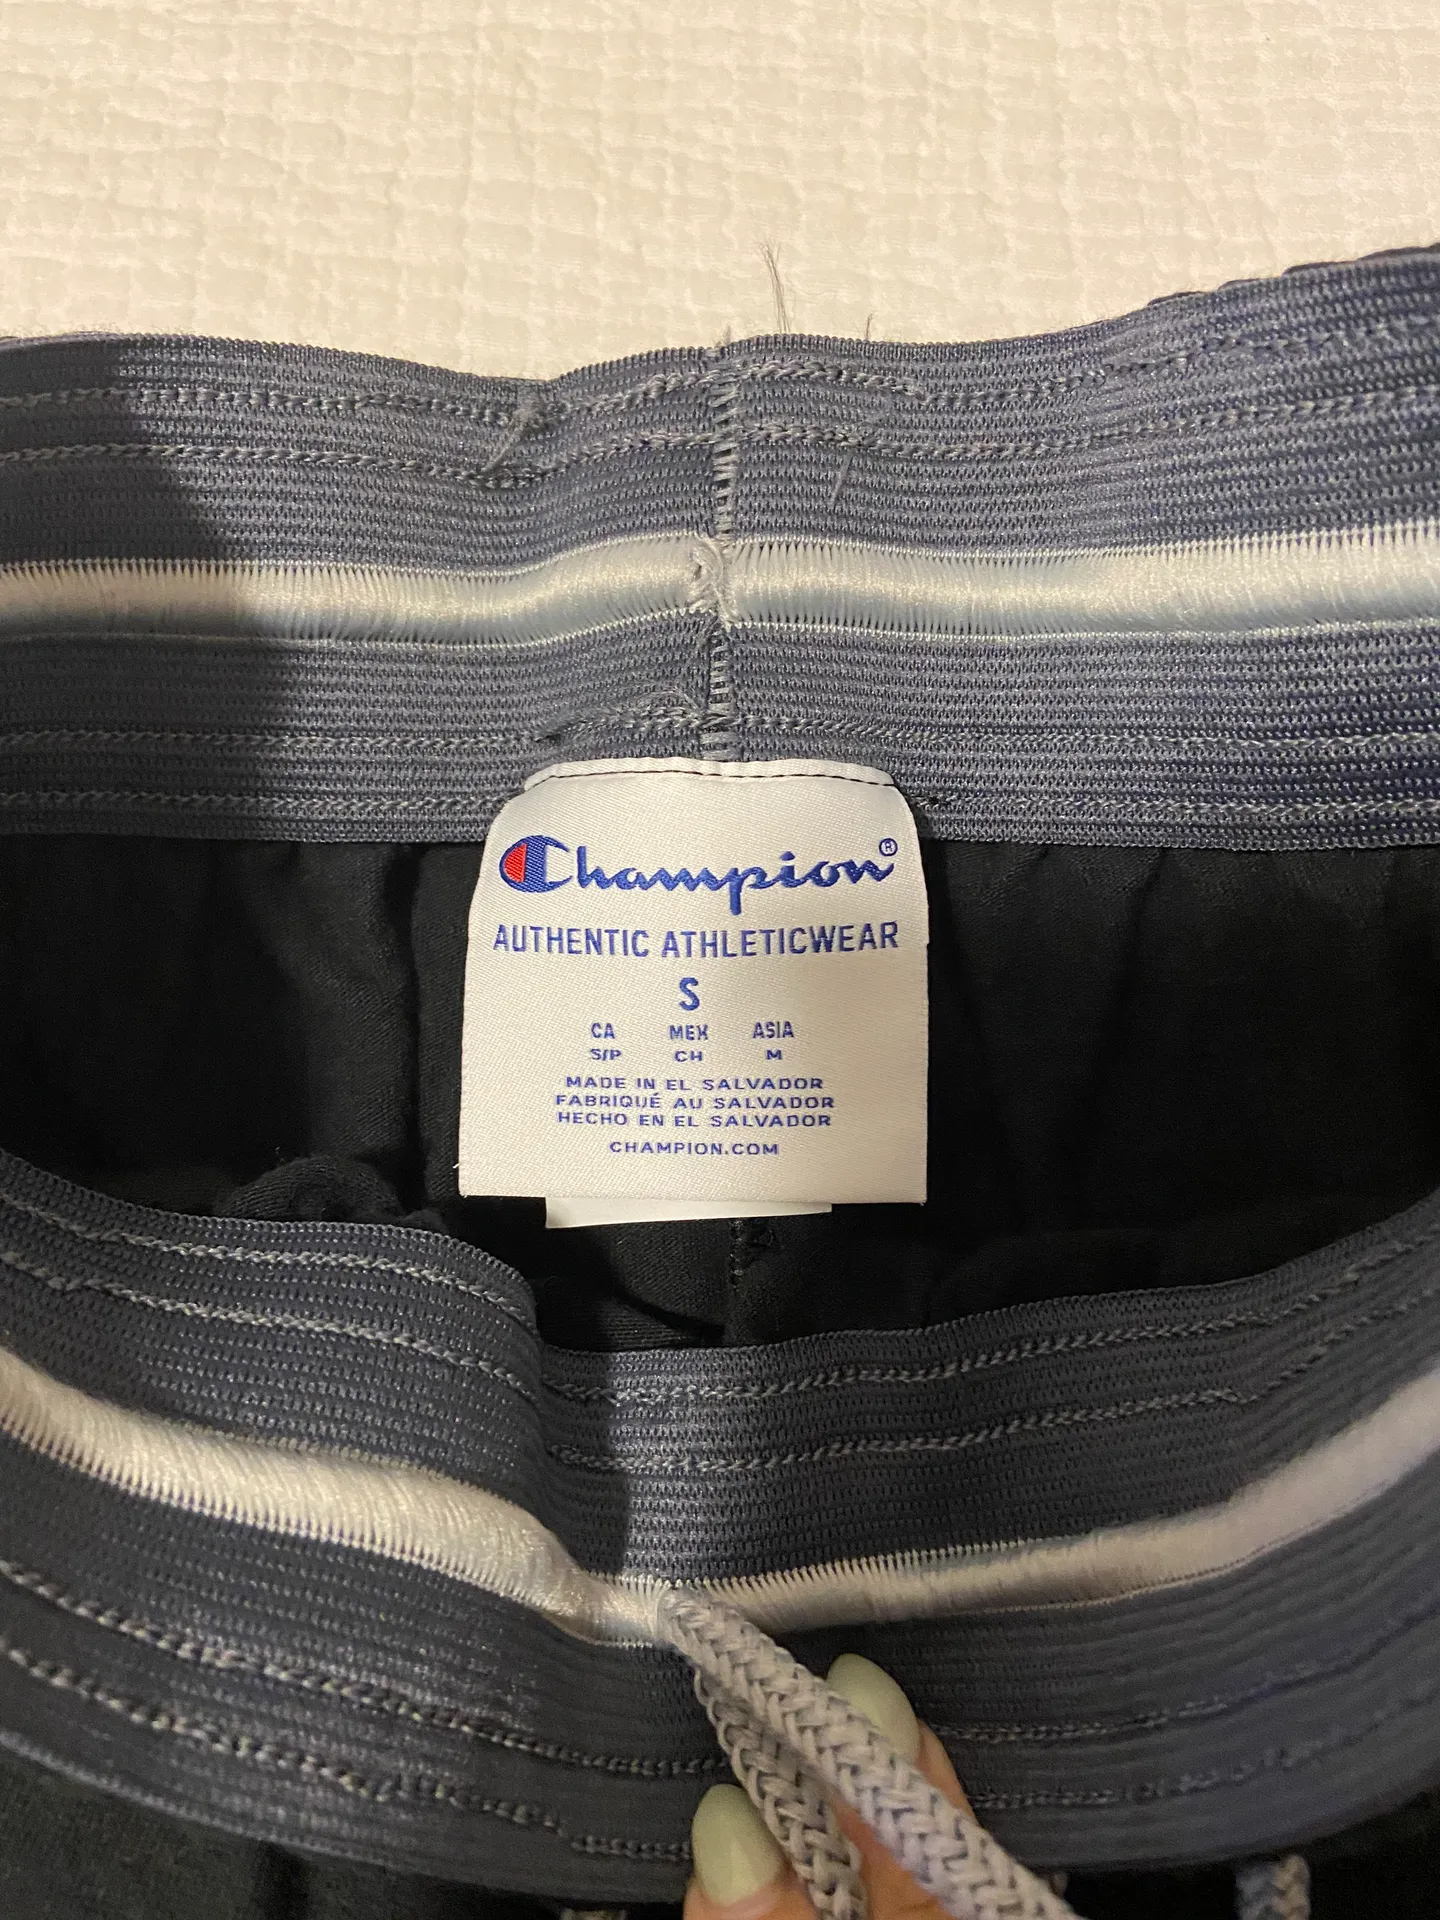 Champion®
AUTHENTIC ATHLETICWEAR
S
CA MEX ASIA
S/P CH M
MADE IN EL SALVADOR
FABRIQUÉ AU SALVADOR
HECHO EN EL SALVADOR
CHAMPION.COM